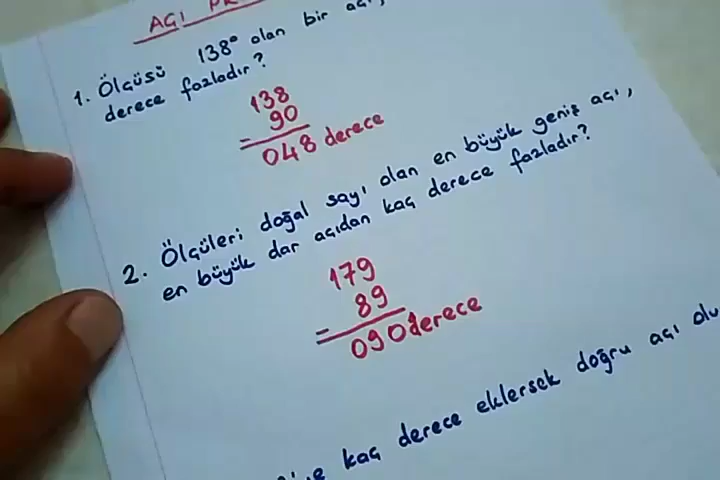 AÇI
1. Ölçüsü 138° olan bir açı,
derece fazladır?
138
90
048 derece
2. Ölçüleri doğal sayı olan en büyük geniş açı,
en büyük dar açıdan kaç derece fazladır?
179
89
090 derece
kaç derece eklersek doğru açı